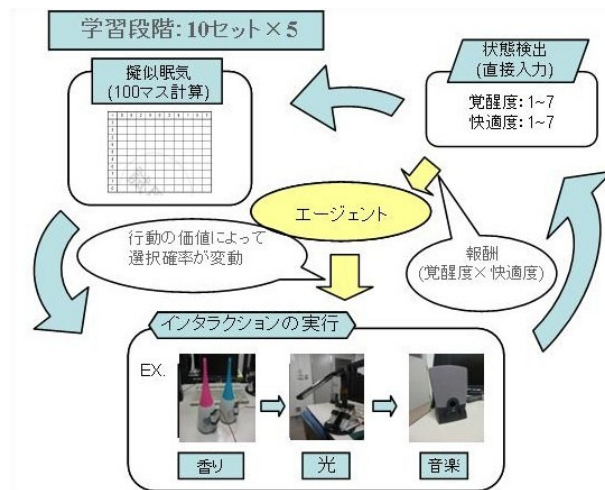 学習段階：10セット×5
擬似眠気
(100マス計算)
状態検出
(直接入力)
覚醒度：1~7
快適度：1~7
エージェント
行動の価値によって
選択確率が変動
報酬
(覚醒度×快適度)
インタラクションの実行
EX.
香り
光
音楽